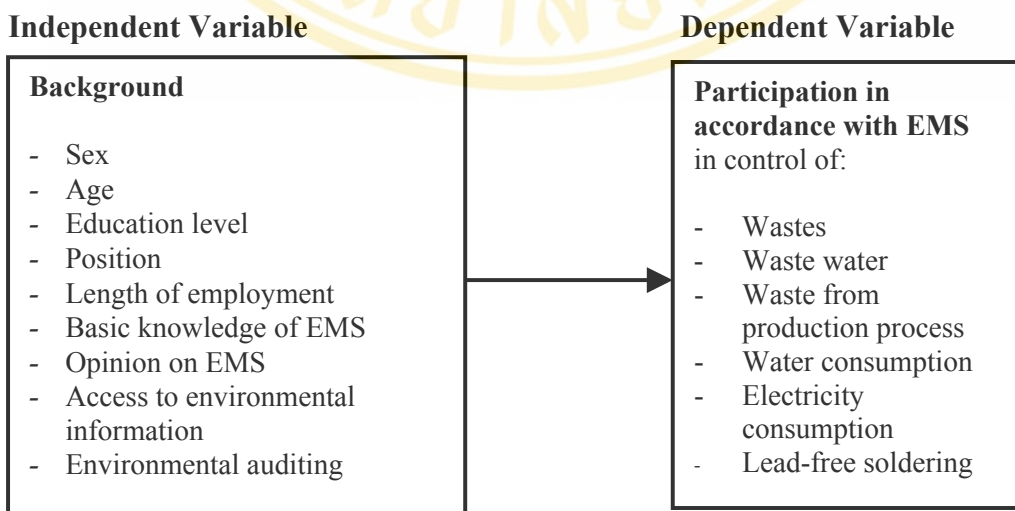 Independent Variable
Background
- Sex
- Age
- Education level
- Position
- Length of employment
- Basic knowledge of EMS
- Opinion on EMS
- Access to environmental
information
- Environmental auditing
Dependent Variable
Participation in
accordance with EMS
in control of:
- Wastes
- Waste water
- Waste from
production process
- Water consumption
- Electricity
consumption
- Lead-free soldering